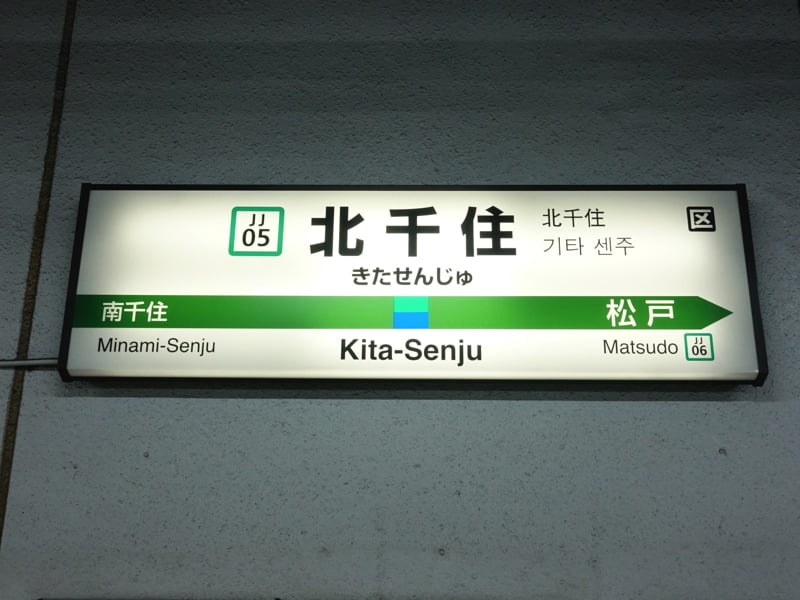 JJ
05
北千住
北千住
기타 센주
区
きたせんじゅ
南千住
松戸
Minami-Senju
Kita-Senju
Matsudo
JJ
06